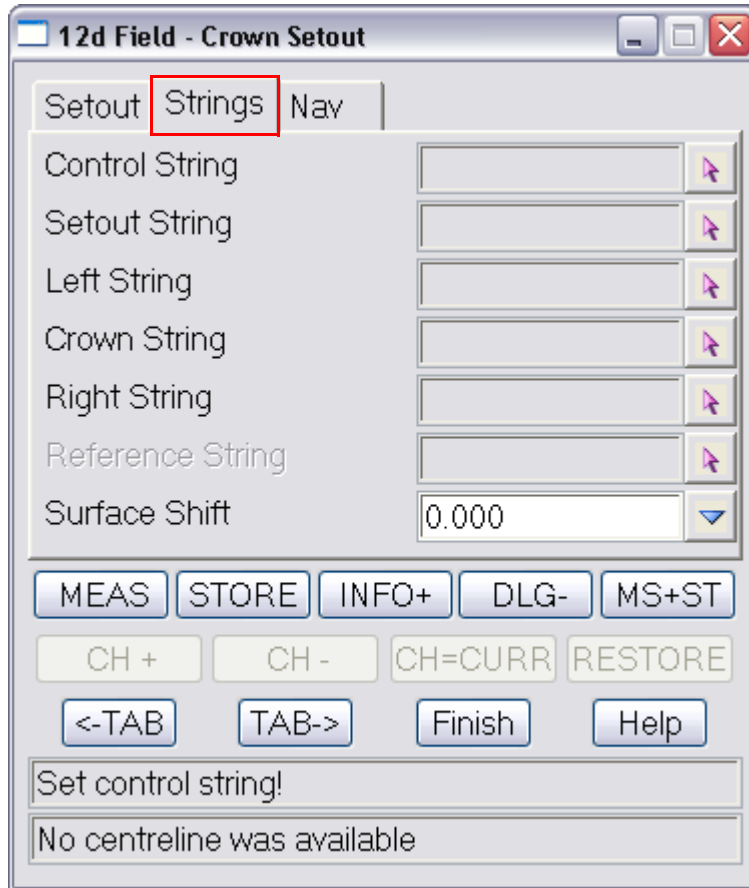 12d Field - Crown Setout
Setout Strings Nav
Control String
Setout String
Left String
Crown String
Right String
Reference String
Surface Shift 0.000
MEAS STORE INFO+ DLG- MS+ST
CH + CH - CH=CURR RESTORE
<-TAB TAB-> Finish Help
Set control string!
No centreline was available